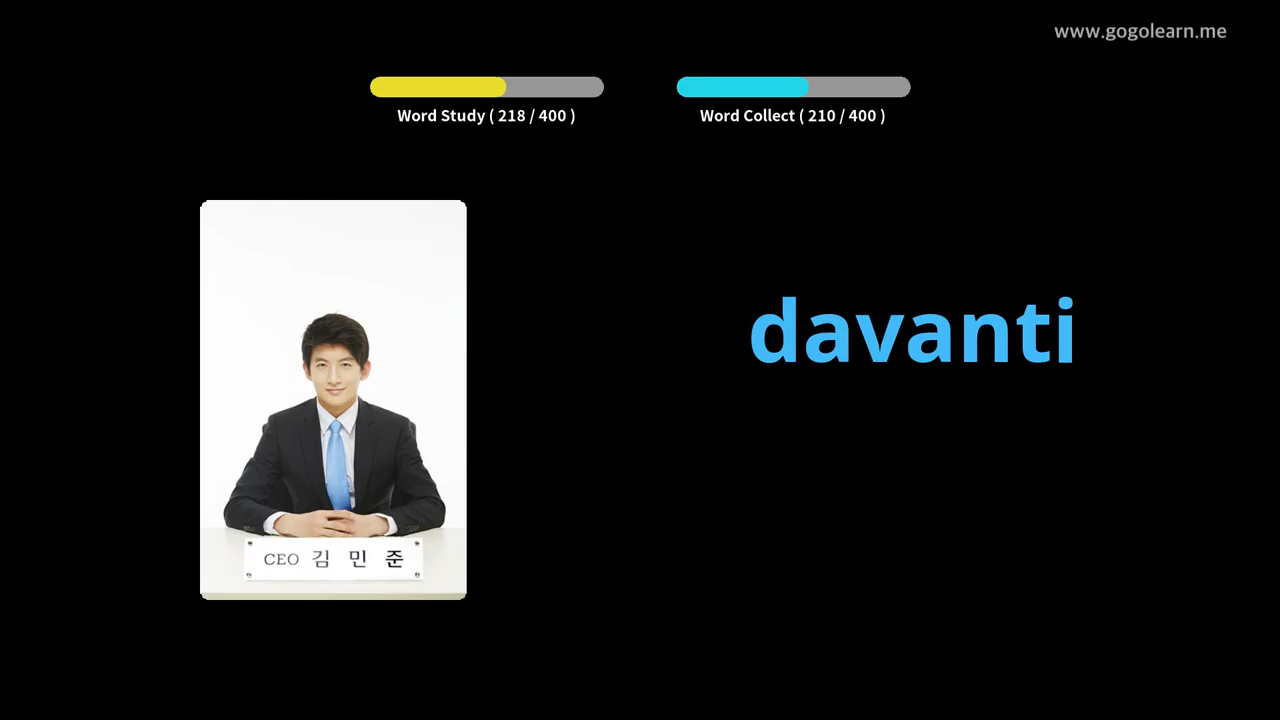 www.gogolearn.me
Word Study ( 218 / 400 )
Word Collect ( 210 / 400 )
davanti
CEO 김 민 준